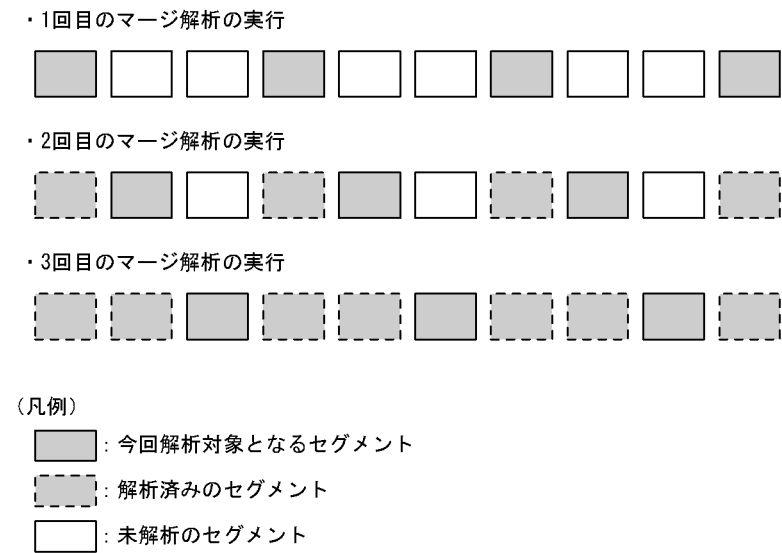 ・1回目のマージ解析の実行
・2回目のマージ解析の実行
・3回目のマージ解析の実行
（凡例）
：今回解析対象となるセグメント
：解析済みのセグメント
：未解析のセグメント